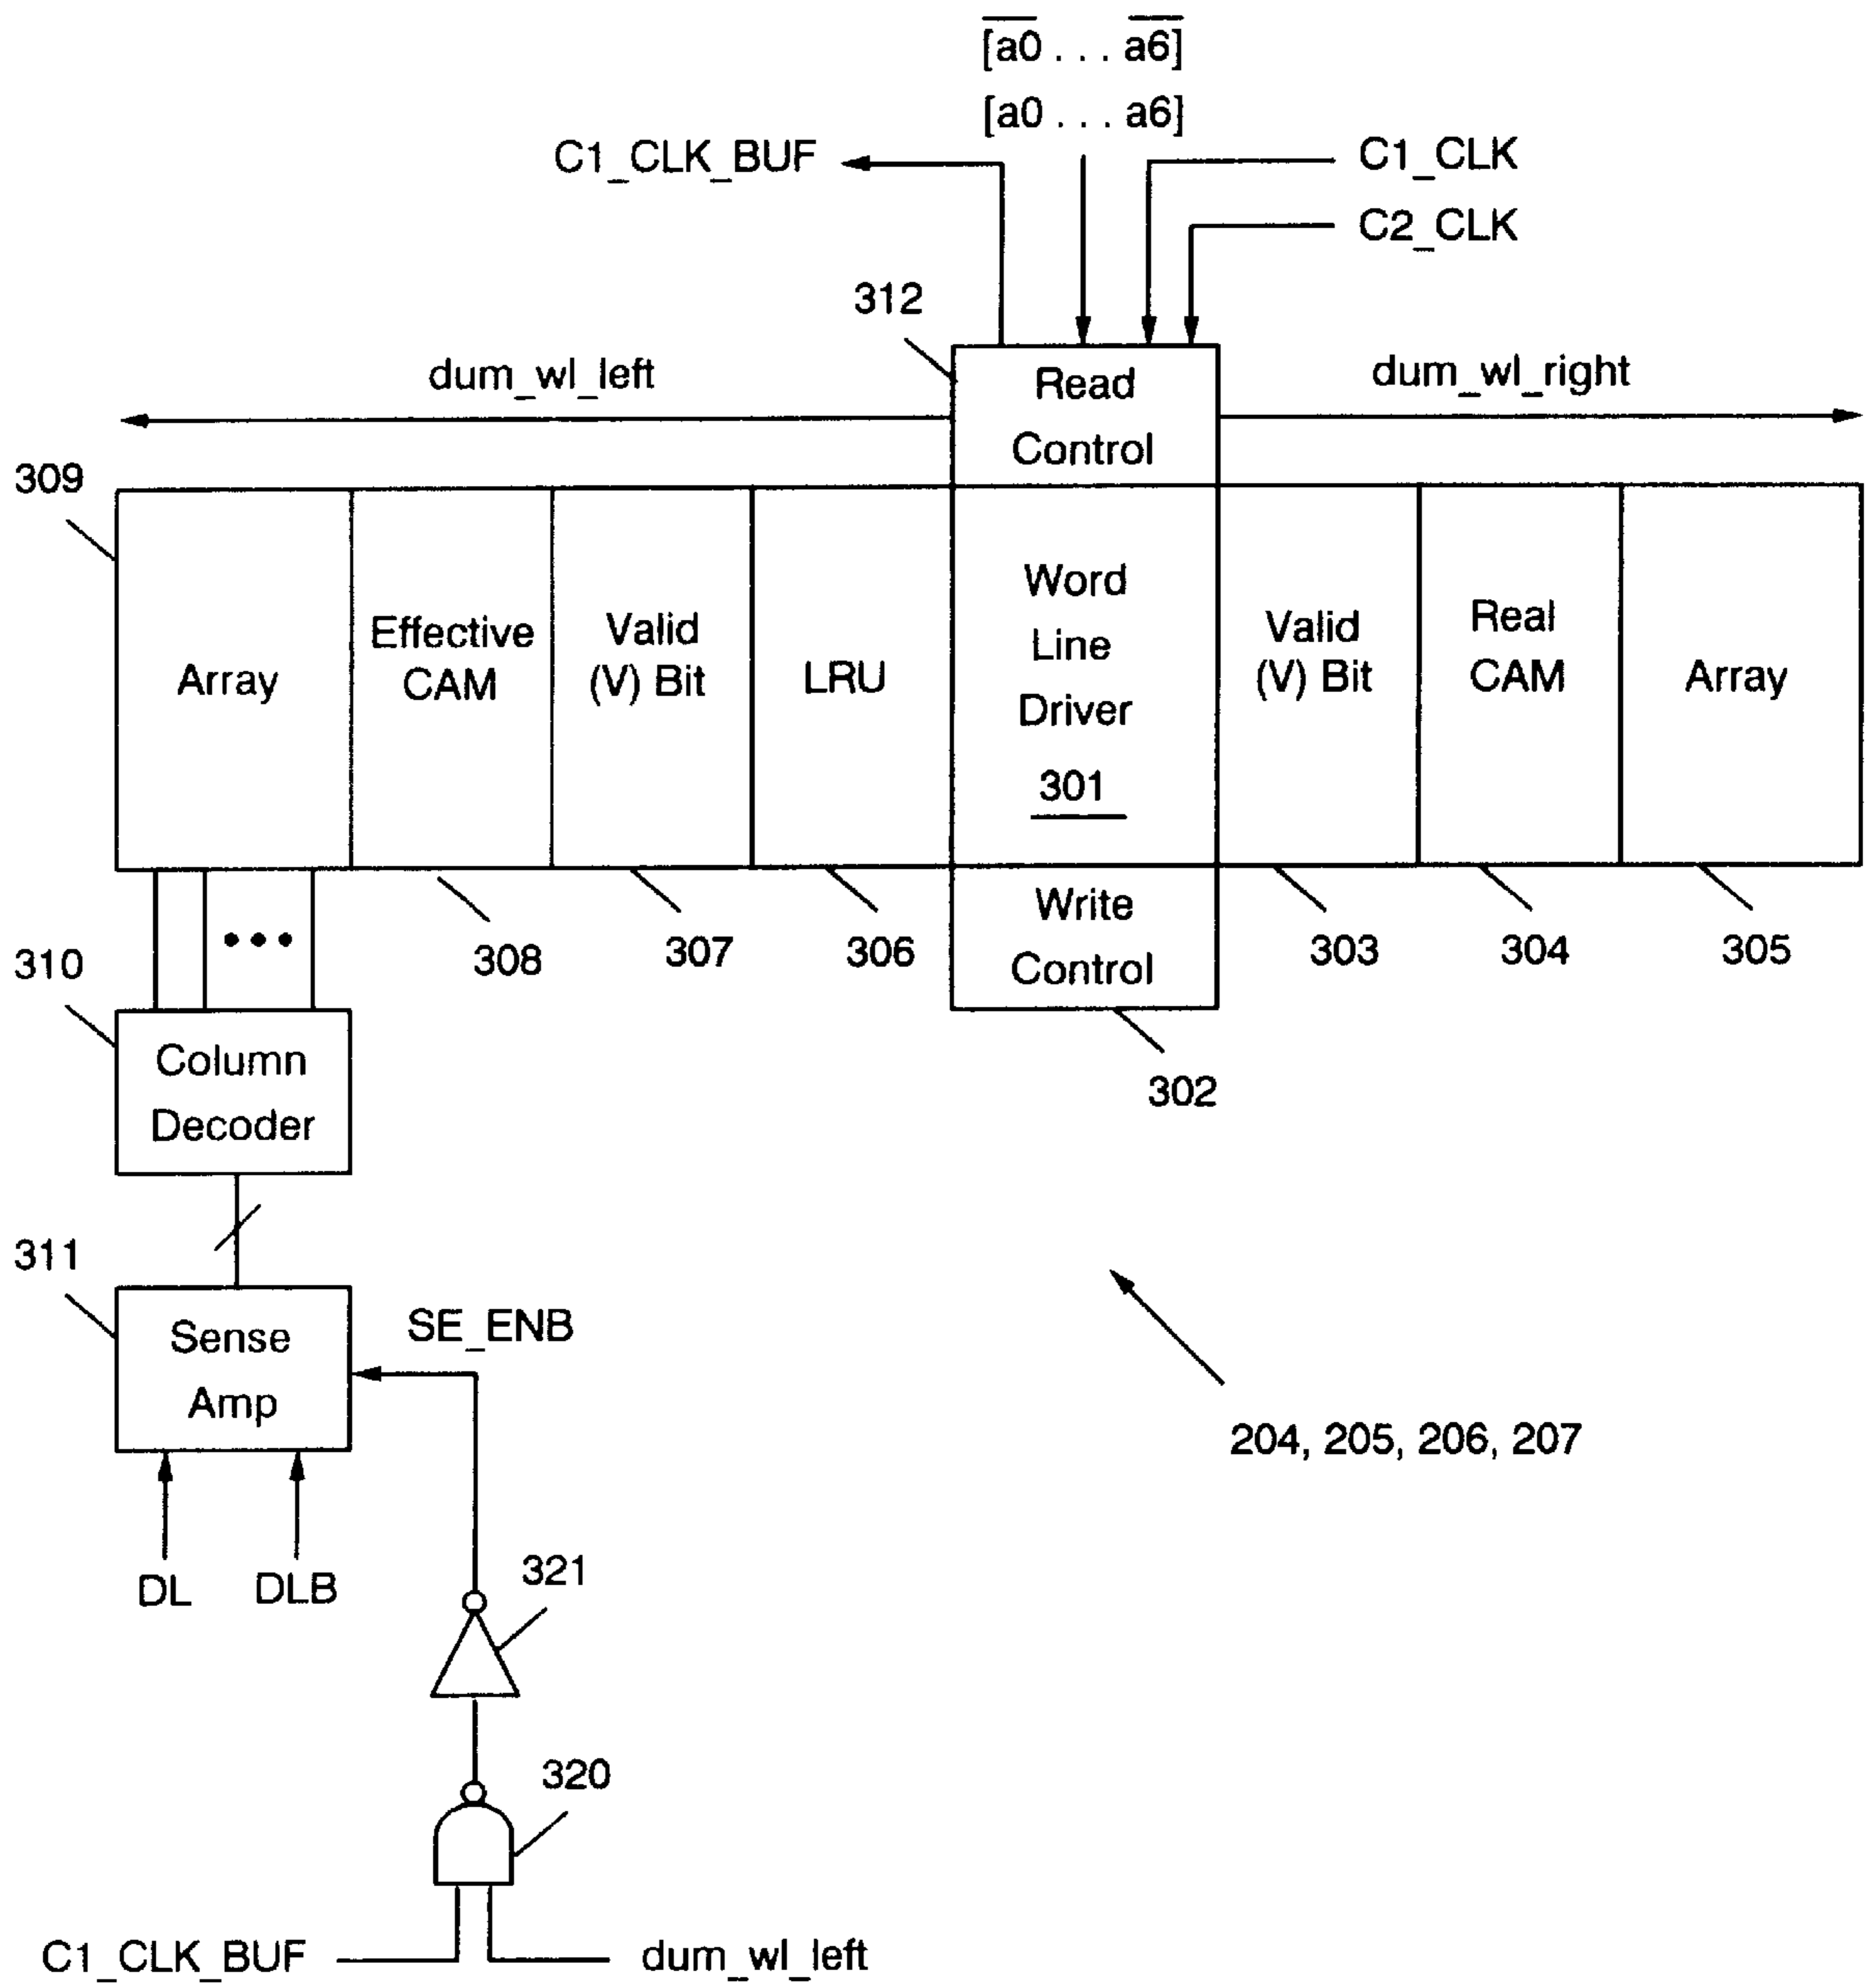 [a̅0̅ . . . a̅6̅]
[a0 . . . a6]
C1_CLK_BUF
C1_CLK
C2_CLK
312
dum_wl_left
Read
Control
dum_wl_right
309
Array
Effective
CAM
Valid
(V) Bit
LRU
Word
Line
Driver
301
Valid
(V) Bit
Real
CAM
Array
308
307
306
Write
Control
303
304
305
302
310
Column
Decoder
311
Sense
Amp
SE_ENB
204, 205, 206, 207
DL
DLB
321
320
C1_CLK_BUF
dum_wl_left